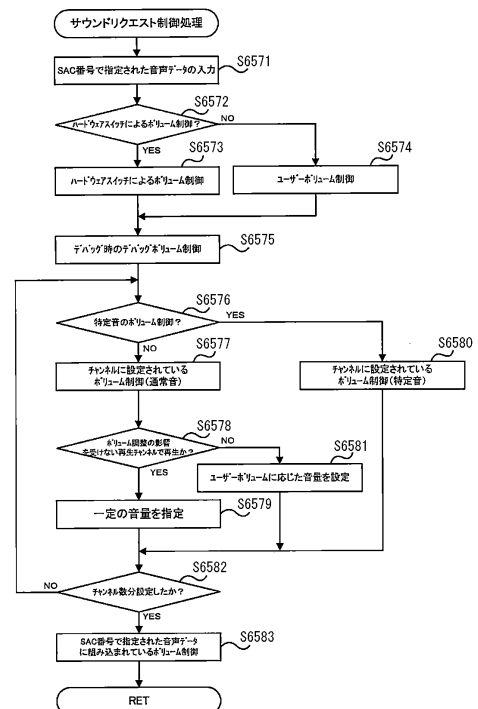 サウンドリクエスト制御処理
SAC番号で指定された音声データの入力
S6571
ハードウェアスイッチによるボリューム制御?
S6572
NO
YES
ハードウェアスイッチによるボリューム制御
S6573
ユーザーボリューム制御
S6574
デバッグ時のデバッグボリューム制御
S6575
特定音のボリューム制御?
S6576
YES
NO
チャンネルに設定されている
ボリューム制御(通常音)
S6577
チャンネルに設定されている
ボリューム制御(特定音)
S6580
ボリューム調整の影響
を受けない再生チャンネルで再生か?
S6578
NO
YES
ユーザーボリュームに応じた音量を設定
S6581
一定の音量を指定
S6579
チャンネル数分設定したか?
S6582
NO
YES
SAC番号で指定された音声データ
に組み込まれているボリューム制御
S6583
RET